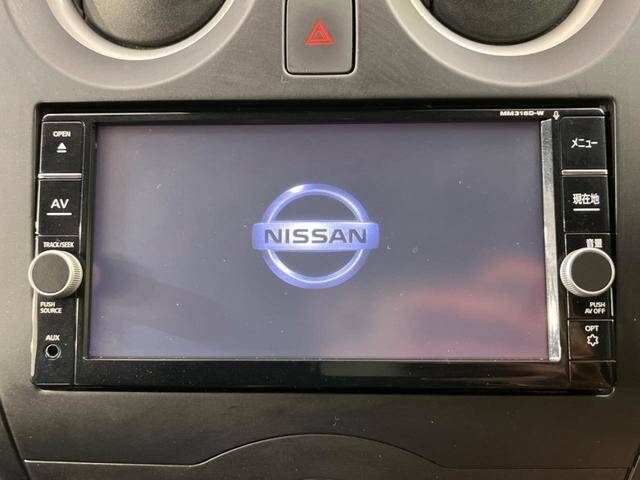 MM316D-W
OPEN
メニュー
AV
現在地
TRACK/SEEK
音量
NISSAN
PUSH
SOURCE
PUSH
AV OFF
AUX
OPT